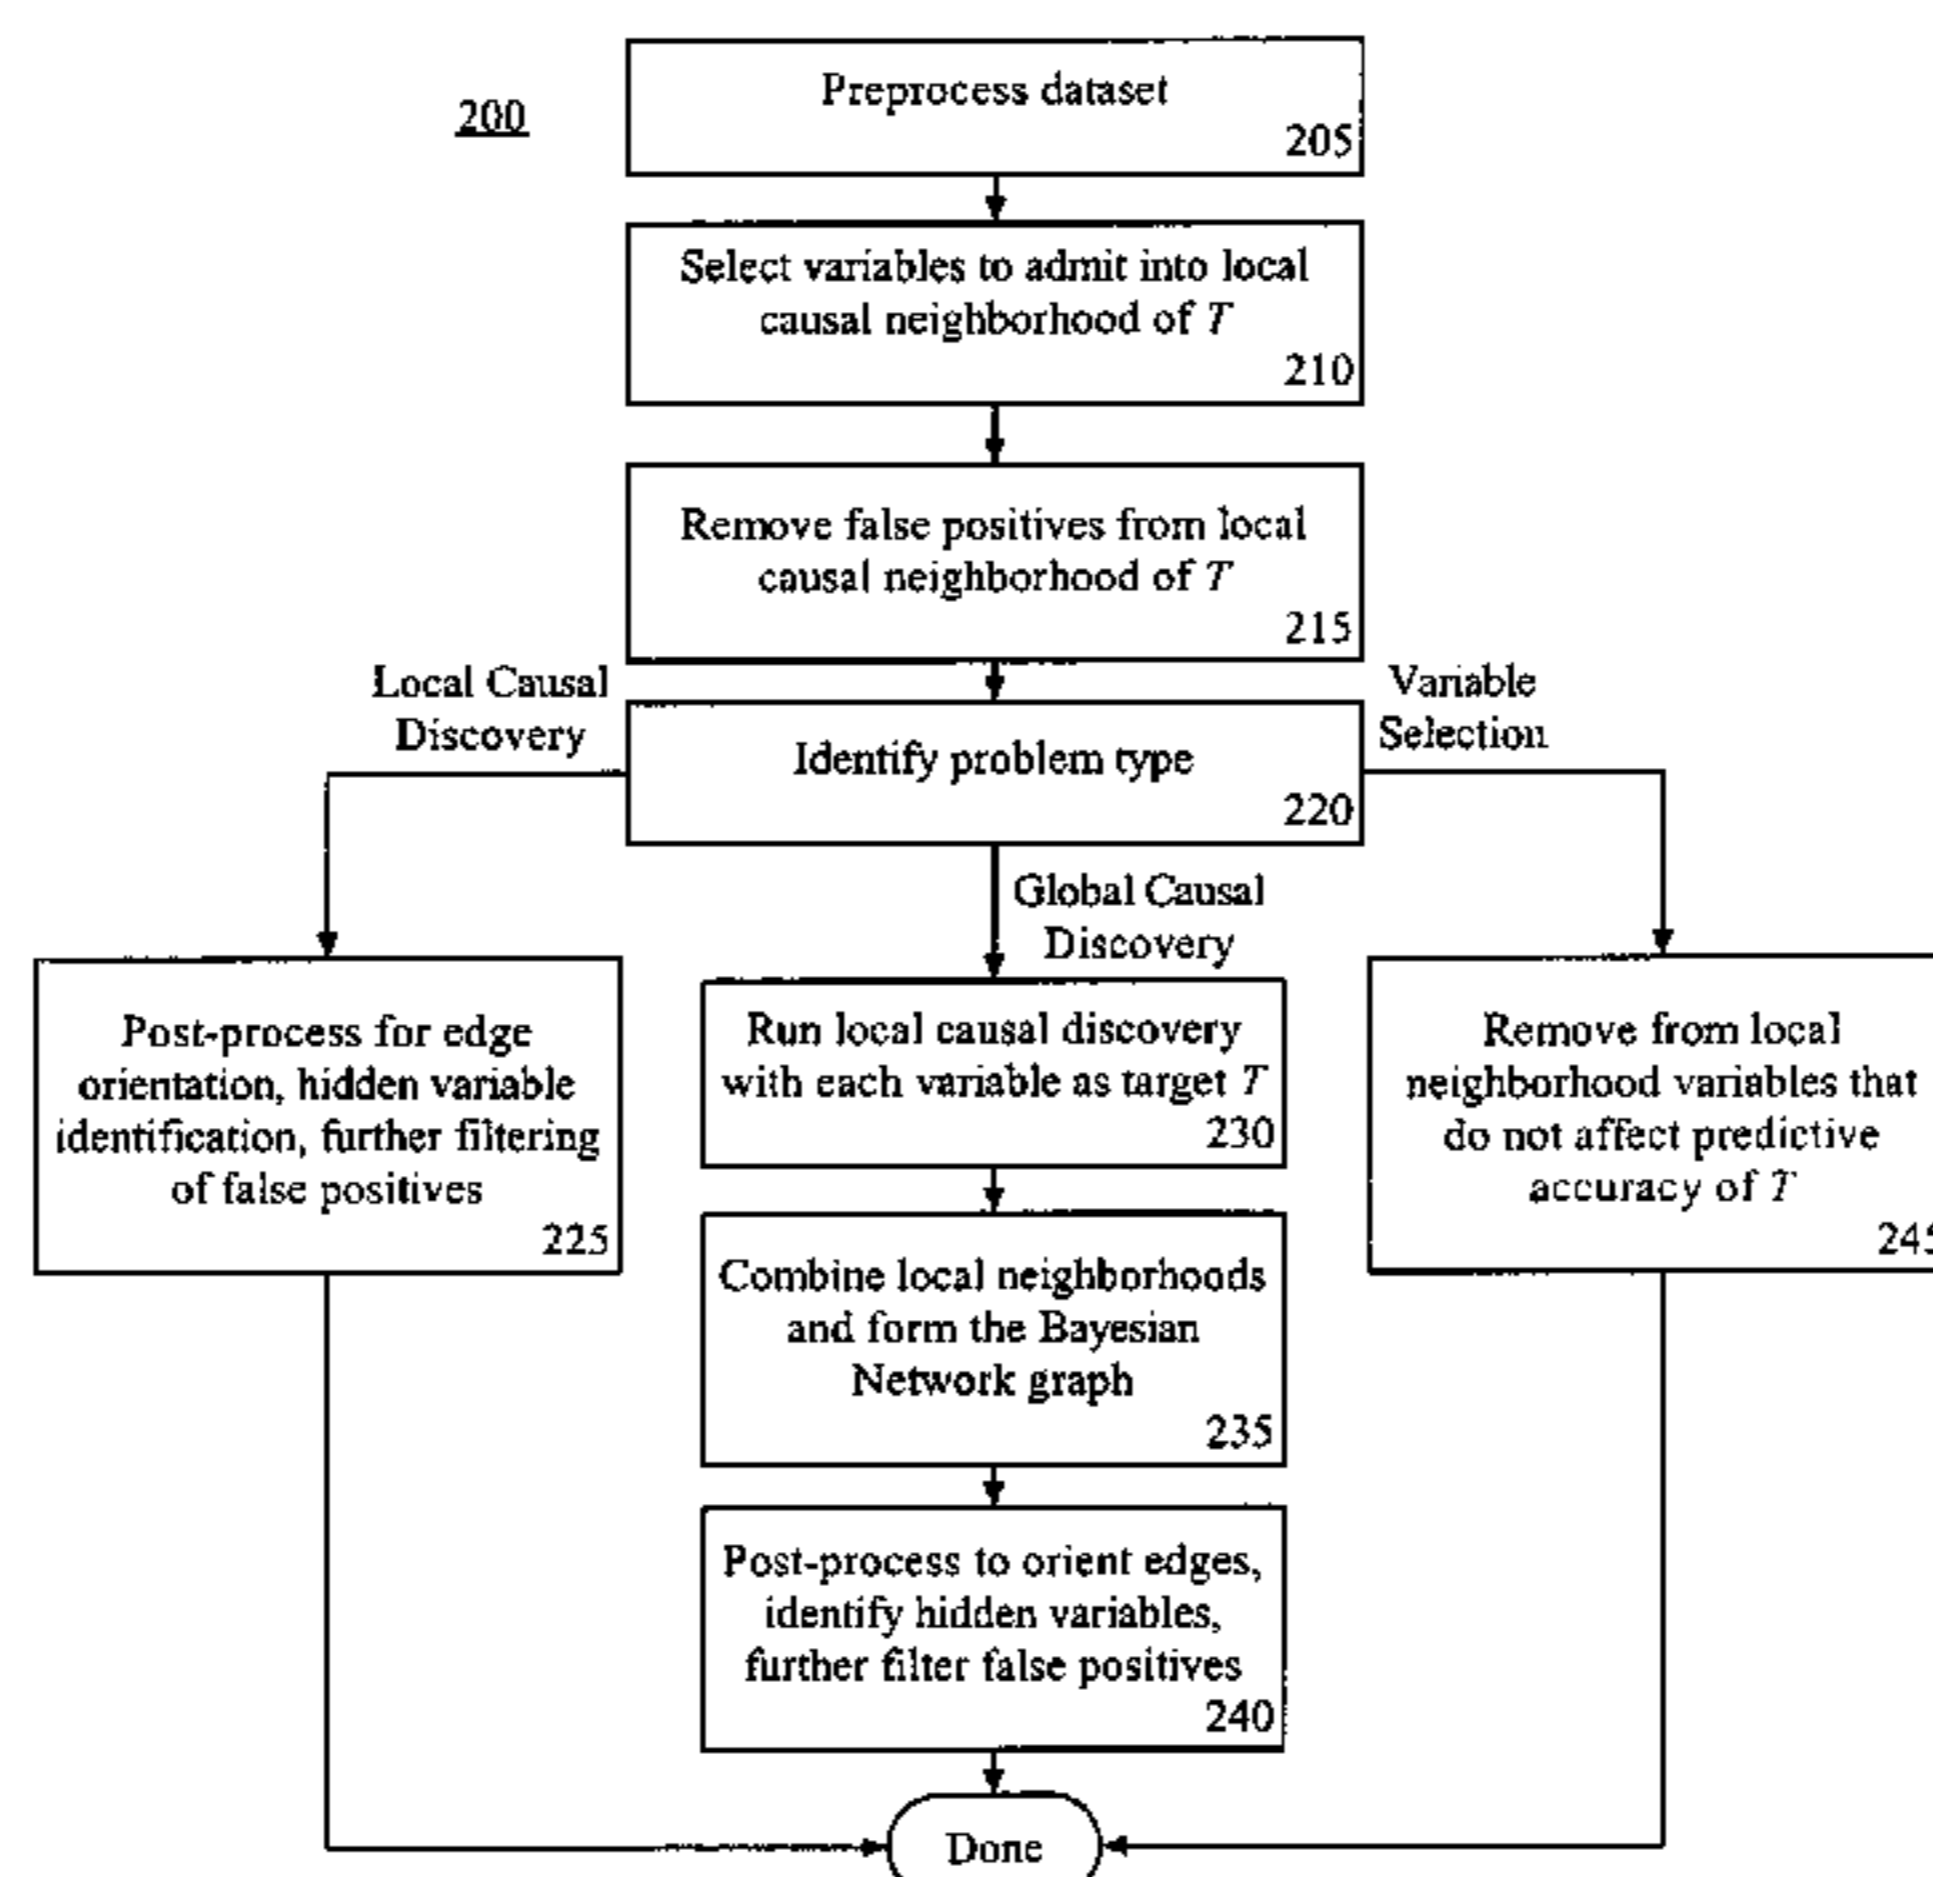 200
Preprocess dataset
205
Select variables to admit into local
causal neighborhood of T
210
Remove false positives from local
causal neighborhood of T
215
Local Causal
Discovery
Variable
Selection
Identify problem type
220
Global Causal
Discovery
Post-process for edge
orientation, hidden variable
identification, further filtering
of false positives
225
Run local causal discovery
with each variable as target T
230
Remove from local
neighborhood variables that
do not affect predictive
accuracy of T
245
Combine local neighborhoods
and form the Bayesian
Network graph
235
Post-process to orient edges,
identify hidden variables,
further filter false positives
240
Done